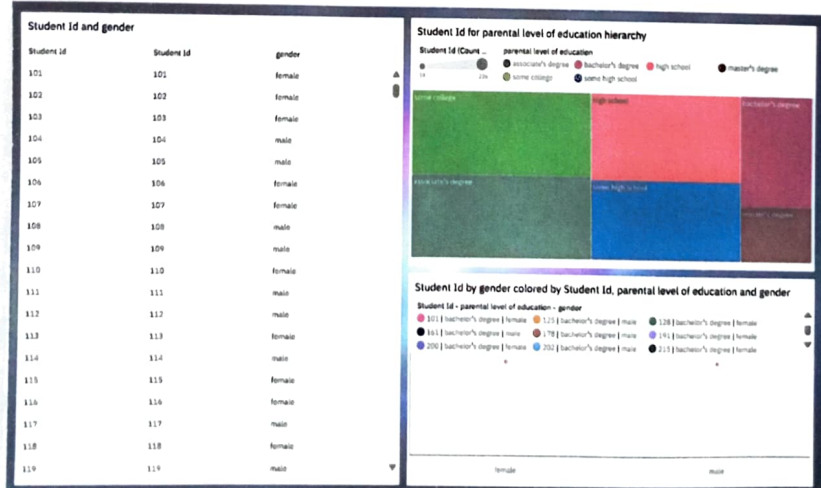 Student Id and gender
Student Id Student Id gender
101 101 female
102 102 female
103 103 female
104 104 male
105 105 male
106 106 female
107 107 female
108 108 male
109 109 male
110 110 female
111 111 male
112 112 male
113 113 female
114 114 male
115 115 female
116 116 female
117 117 male
118 118 female
119 119 male
Student Id for parental level of education hierarchy
Student Id (Count ... parental level of education
associate's degree bachelor's degree high school master's degree
some college some high school
some college high school bachelor's degree
associate's degree some high school master's degree
Student Id by gender colored by Student Id, parental level of education and gender
Student Id - parental level of education - gender
101 | bachelor's degree | female 125 | bachelor's degree | male 128 | bachelor's degree | female
161 | bachelor's degree | male 178 | bachelor's degree | male 191 | bachelor's degree | female
200 | bachelor's degree | female 202 | bachelor's degree | male 215 | bachelor's degree | female
female male